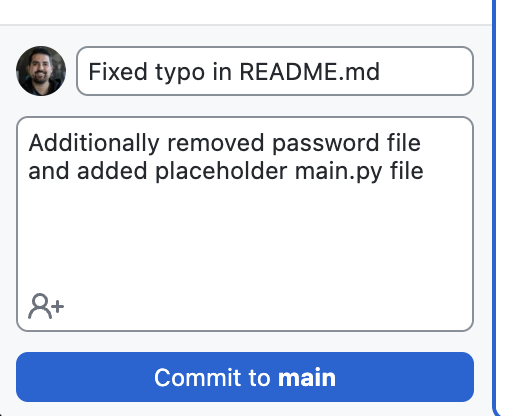 Fixed typo in README.md
Additionally removed password file
and added placeholder main.py file
Commit to main